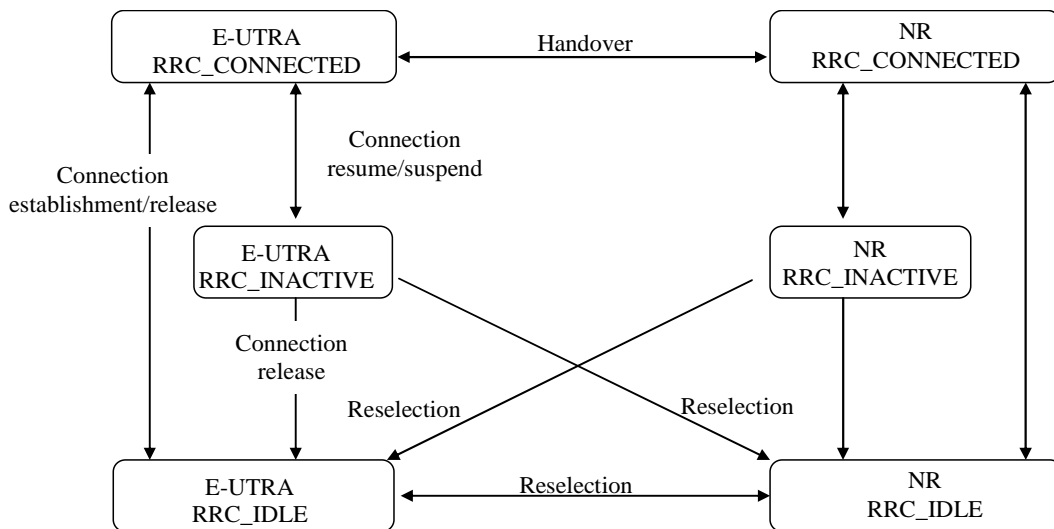 E-UTRA
RRC_CONNECTED
Handover
NR
RRC_CONNECTED
Connection
resume/suspend
Connection
establishment/release
E-UTRA
RRC_INACTIVE
NR
RRC_INACTIVE
Connection
release
Reselection
Reselection
E-UTRA
RRC_IDLE
Reselection
NR
RRC_IDLE